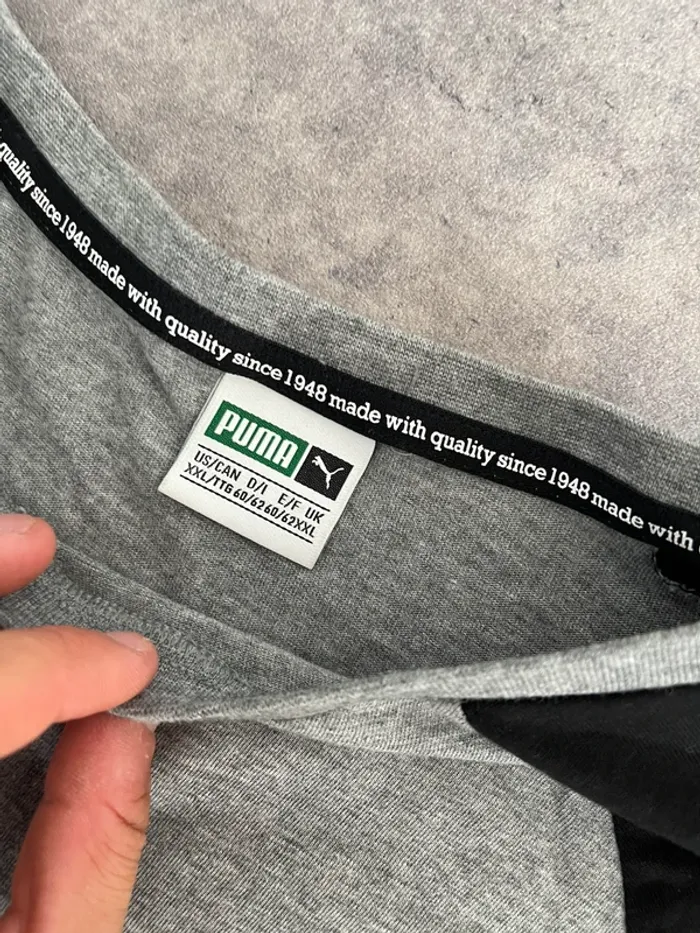 quality since 1948 made with quality since 1948 made with quality since 1948 made with
PUMA
US/CAN D/I E/F UK
XXL/TTG 60/62 60/62 XXL